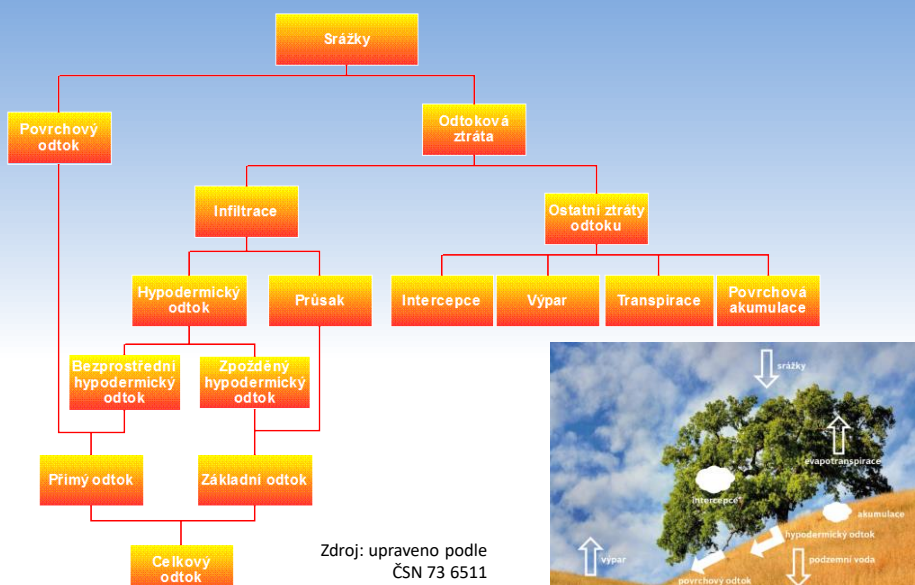 Srážky
Povrchový
odtok
Odtoková
ztráta
Infiltrace
Ostatní ztráty
odtoku
Hypodermický
odtok
Průsak
Intercepce
Výpar
Transpirace
Povrchová
akumulace
Bezprostřední
hypodermický
odtok
Zpožděný
hypodermický
odtok
Přímý odtok
Základní odtok
Celkový
odtok
Zdroj: upraveno podle
ČSN 73 6511
srážky
evapotranspirace
intercepce
akumulace
hypodermický odtok
výpar
podzemní voda
povrchový odtok